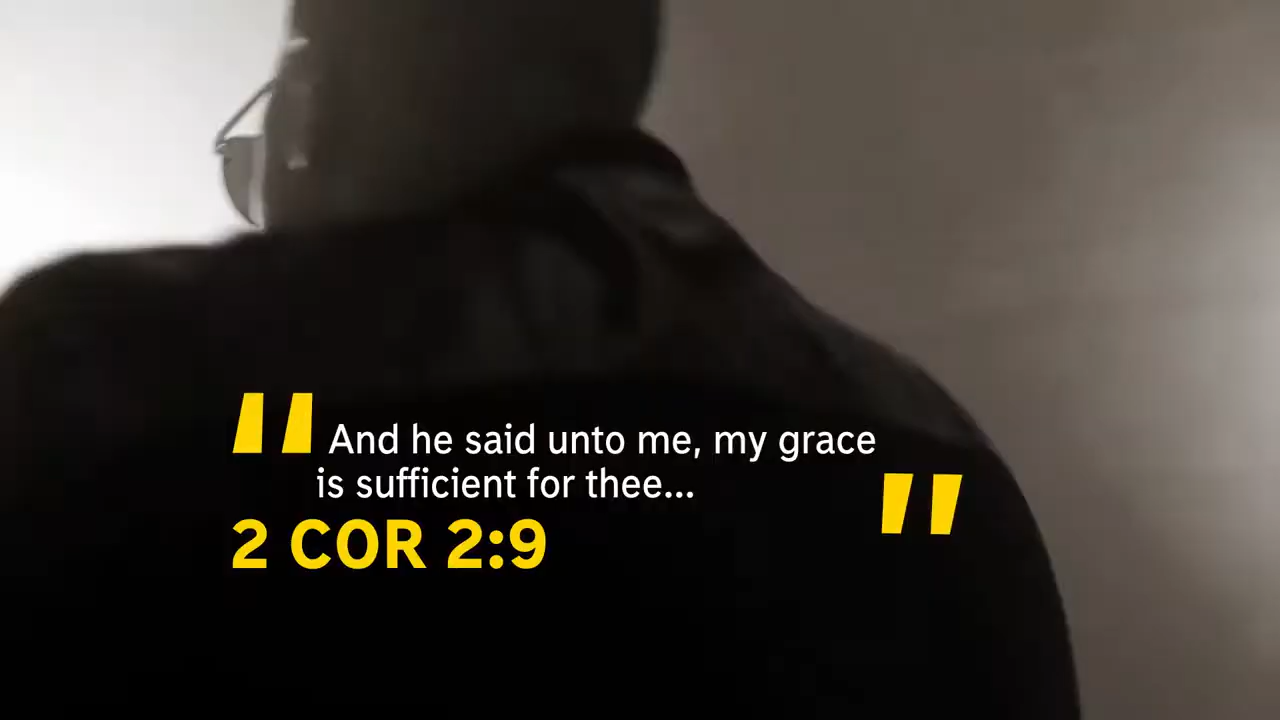 " And he said unto me, my grace
is sufficient for thee... "
2 COR 2:9